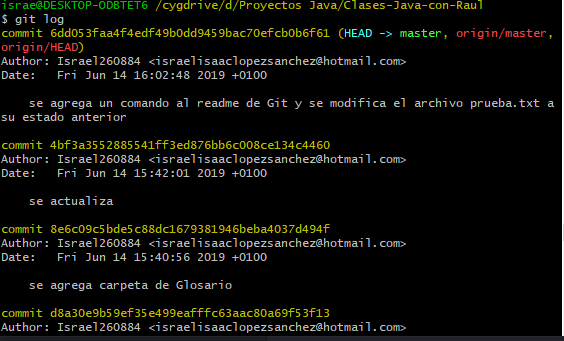 israe@DESKTOP-ODBTET6 /cygdrive/d/Proyectos Java/Clases-Java-con-Raul
$ git log
commit 6dd053faa4f4edf49b0dd9459bac70efcb0b6f61 (HEAD -> master, origin/master,
origin/HEAD)
Author: Israel260884 <israelisaaclopezsanchez@hotmail.com>
Date:   Fri Jun 14 16:02:48 2019 +0100
    se agrega un comando al readme de Git y se modifica el archivo prueba.txt a
su estado anterior
commit 4bf3a3552885541ff3ed876bb6c008ce134c4460
Author: Israel260884 <israelisaaclopezsanchez@hotmail.com>
Date:   Fri Jun 14 15:42:01 2019 +0100
    se actualiza
commit 8e6c09c5bde5c88dc1679381946beba4037d494f
Author: Israel260884 <israelisaaclopezsanchez@hotmail.com>
Date:   Fri Jun 14 15:40:56 2019 +0100
    se agrega carpeta de Glosario
commit d8a30e9b59ef35e499eafffc63aac80a69f53f13
Author: Israel260884 <israelisaaclopezsanchez@hotmail.com>